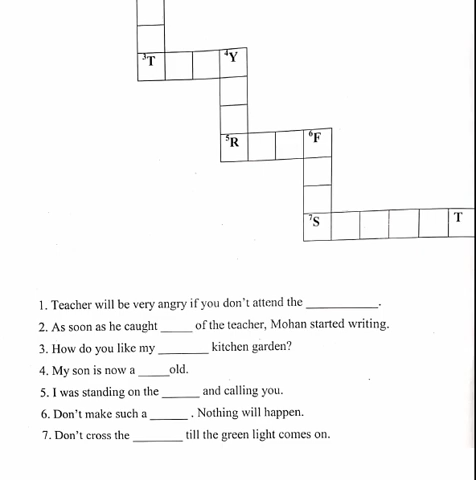 3T 4Y
5R 6F
7S T
1. Teacher will be very angry if you don't attend the ____________.
2. As soon as he caught _____ of the teacher, Mohan started writing.
3. How do you like my ________ kitchen garden?
4. My son is now a _____old.
5. I was standing on the ______ and calling you.
6. Don't make such a ______ . Nothing will happen.
7. Don't cross the ________ till the green light comes on.